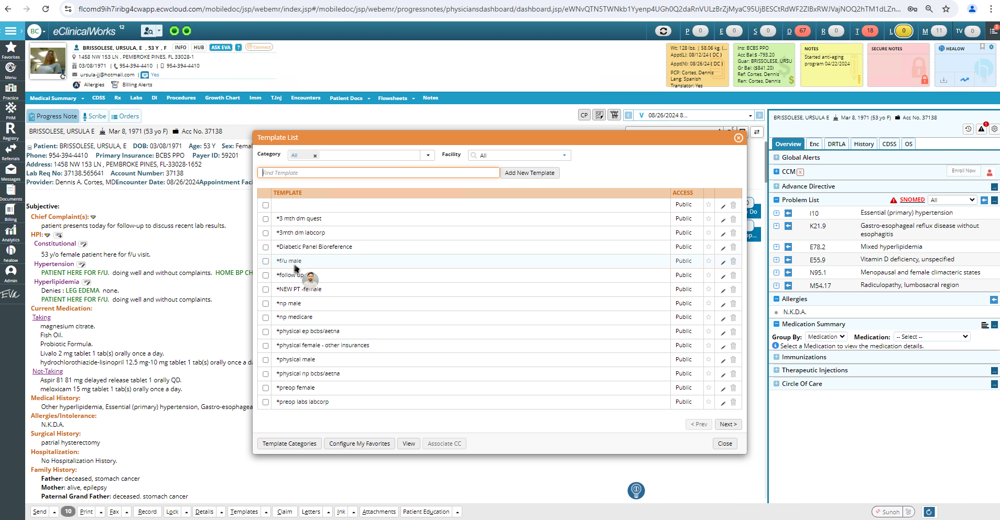 flcomd9ih7iribg4cwapp.ecwcloud.com/mobiledoc/jsp/webemr/index.jsp#/mobiledoc/jsp/webemr/progressnotes/physiciansdashboard/dashboard.jsp/
BC eClinicalWorks 12
P 0 E 0 S 0 D 67 R 0 T 18 L 0 M 11 TV 0 2
Favorites
Menu
Practice
PHM
Registry
Referrals
Messages
Documents
Billing
Analytics
healow
Admin
EVA
BRISSOLESE, URSULA, E , 53 Y , F INFO HUB ASK EVA ? Connect
1458 NW 153 LN , PEMBROKE PINES, FL 33028-1
03/08/1971 | 954-394-4410 | 954-394-4410
ursula-jj@hotmail.com | Yes
Allergies Billing Alerts
Wt: 128 lbs. | 58.06 kg. (...
Appt(L): 08/12/24 ( DC )
Appt(N): 08/26/24 ( DC )
PCP: Cortes, Dennis
Lang: Spanish
Translator: Yes
Ins: BCBS PPO
Acc Bal:$ -793.20
Guar: BRISSOLESE, URSU
Gr Bal: ($841.20)
Ref: Cortes, Dennis
Ren: Cortes, Dennis
NOTES
Started anti-aging
program 04/22/2024
SECURE NOTES
HEALOW
Medical Summary CDSS Rx Labs DI Procedures Growth Chart Imm T.Inj Encounters Patient Docs Flowsheets Notes
Progress Note Scribe Orders
CP SF V 08/26/2024 8...
BRISSOLESE, URSULA E Mar 8, 1971 (53 yo F) Acc No. 37138
Patient: BRISSOLESE, URSULA, E DOB: 03/08/1971 Age: 53 Y Sex: Femal
Phone: 954-394-4410 Primary Insurance: BCBS PPO Payer ID: 59201
Address: 1458 NW 153 LN , PEMBROKE PINES, FL-33028-1652
Lab Req No: 37138.565641 Account Number: 37138
Provider: Dennis A. Cortes, MDEncounter Date: 08/26/2024Appointment Faci
Subjective:
Chief Complaint(s):
patient presents today for follow-up to discuss recent lab results.
HPI:
Constitutional
53 y/o female patient here for f/u visit.
Hypertension
PATIENT HERE FOR F/U. doing well and without complaints. HOME BP CH
Hyperlipidemia
Denies : LEG EDEMA none.
PATIENT HERE FOR F/U. doing well and without complaints.
Current Medication:
Taking
magnesium citrate.
Fish Oil.
Probiotic Formula.
Livalo 2 mg tablet 1 tab(s) orally once a day.
hydrochlorothiazide-lisinopril 12.5 mg-10 mg tablet 1 tab(s) orally once a da
Not-Taking
Aspir 81 81 mg delayed release tablet 1 orally QD.
meloxicam 15 mg tablet 1 tab(s) orally once a day.
Medical History:
Other hyperlipidemia, Essential (primary) hypertension, Gastro-esophagea
Allergies/Intolerance:
N.K.D.A.
Surgical History:
patrial hysterectomy
Hospitalization:
No Hospitalization History.
Family History:
Father: deceased, stomach cancer
Mother: alive, epilepsy
Paternal Grand Father: deceased. stomach cancer
Template List
Category All x Facility All
Find Template Add New Template
TEMPLATE ACCESS
Public
*3 mth dm quest Public
*3mth dm labcorp Public
*Diabetic Panel Bioreference Public
*f/u male Public
*follow up Public
*NEW PT -female Public
*np male Public
*np medicare Public
*physical ep bcbs/aetna Public
*physical female - other insurances Public
*physical male Public
*physical np bcbs/aetna Public
*preop female Public
*preop labs labcorp Public
< Prev Next >
Template Categories Configure My Favorites View Associate CC Close
Do
p...
BRISSOLESE, URSULA E Mar 8, 1971 (53 yo F) Acc No. 37138
1
Overview Enc DRTLA History CDSS OS
Global Alerts
CCM x Enroll Now
Advance Directive ...
Problem List SNOMED All ...
I10 Essential (primary) hypertension
K21.9 Gastro-esophageal reflux disease without
esophagitis
E78.2 Mixed hyperlipidemia
E55.9 Vitamin D deficiency, unspecified
N95.1 Menopausal and female climacteric states
M54.17 Radiculopathy, lumbosacral region
Allergies
N.K.D.A.
Medication Summary ...
Group By: Medication Medication: -- Select --
Select a Medication to view the medication details.
Immunizations
Therapeutic Injections ...
Circle Of Care ...
Send 10 Print Fax Record Lock Details Templates Claim Letters Ink Attachments Patient Education Sunoh